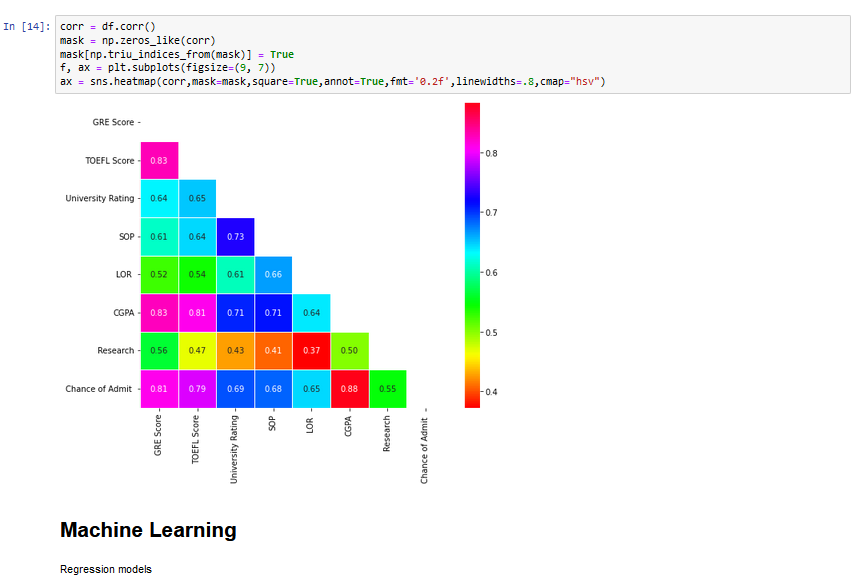 In [14]: corr = df.corr()
mask = np.zeros_like(corr)
mask[np.triu_indices_from(mask)] = True
f, ax = plt.subplots(figsize=(9, 7))
ax = sns.heatmap(corr,mask=mask,square=True,annot=True,fmt='0.2f',linewidths=.8,cmap="hsv")
GRE Score
TOEFL Score 0.83
University Rating 0.64 0.65
SOP 0.61 0.64 0.73
LOR 0.52 0.54 0.61 0.66
CGPA 0.83 0.81 0.71 0.71 0.64
Research 0.56 0.47 0.43 0.41 0.37 0.50
Chance of Admit 0.81 0.79 0.69 0.68 0.65 0.88 0.55
GRE Score
TOEFL Score
University Rating
SOP
LOR
CGPA
Research
Chance of Admit
0.8
0.7
0.6
0.5
0.4
Machine Learning
Regression models